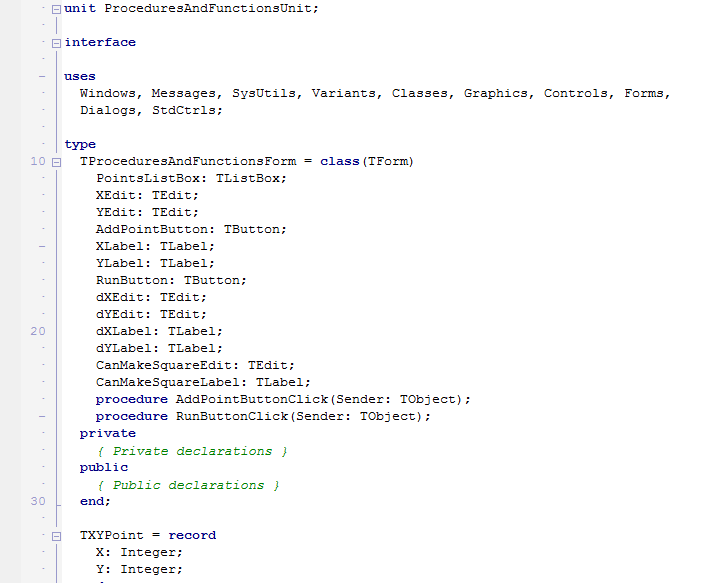 unit ProceduresAndFunctionsUnit;
interface
uses
Windows, Messages, SysUtils, Variants, Classes, Graphics, Controls, Forms,
Dialogs, StdCtrls;
type
10 TProceduresAndFunctionsForm = class(TForm)
PointsListBox: TListBox;
XEdit: TEdit;
YEdit: TEdit;
AddPointButton: TButton;
XLabel: TLabel;
YLabel: TLabel;
RunButton: TButton;
dXEdit: TEdit;
dYEdit: TEdit;
20 dXLabel: TLabel;
dYLabel: TLabel;
CanMakeSquareEdit: TEdit;
CanMakeSquareLabel: TLabel;
procedure AddPointButtonClick(Sender: TObject);
procedure RunButtonClick(Sender: TObject);
private
{ Private declarations }
public
{ Public declarations }
30 end;
TXYPoint = record
X: Integer;
Y: Integer;